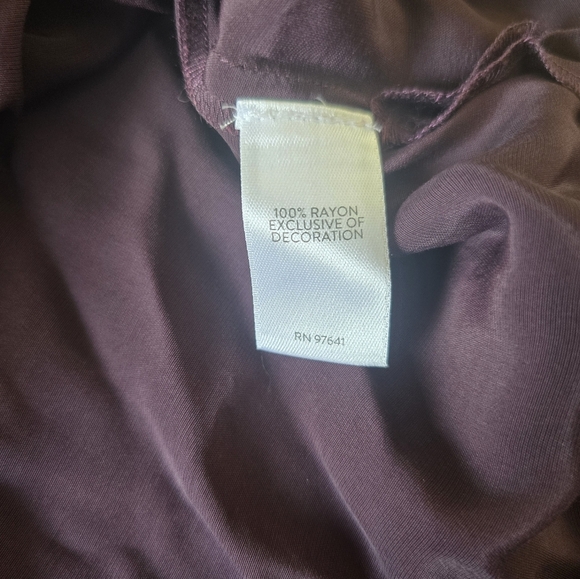 100% RAYON
EXCLUSIVE OF
DECORATION
RN 97641